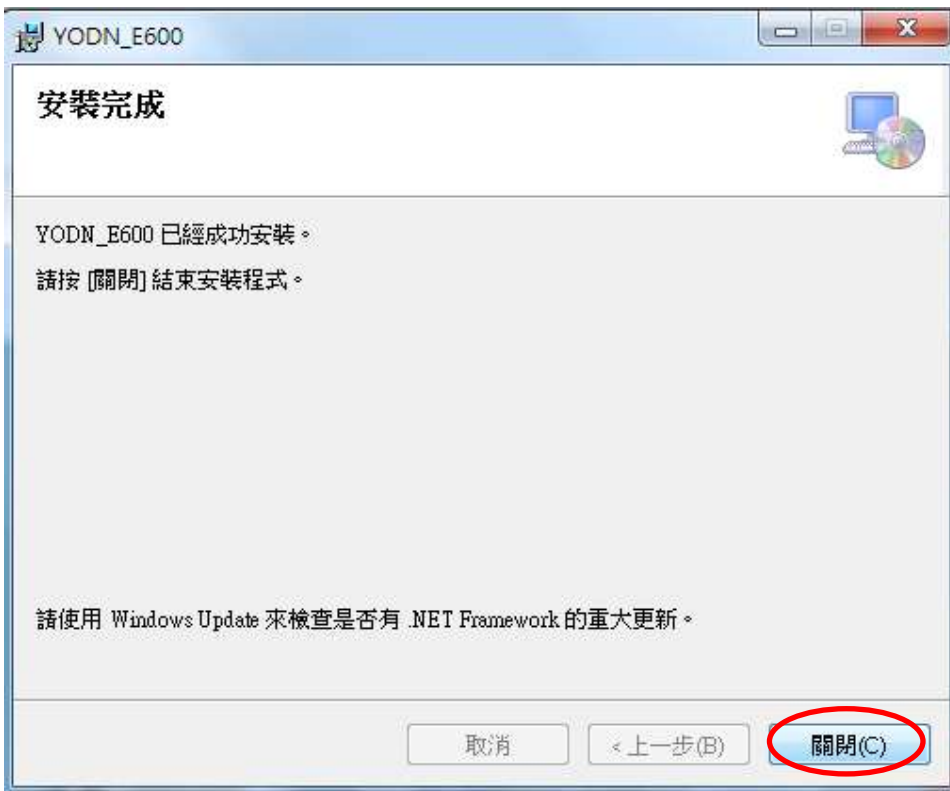 YODN_E600
安裝完成
YODN_E600 已經成功安裝。
請按 [關閉] 結束安裝程式。
請使用 Windows Update 來檢查是否有 .NET Framework 的重大更新。
取消
< 上一步(B)
關閉(C)